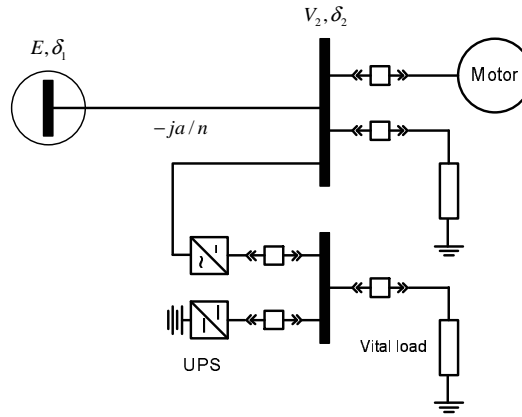 V₂, δ₂
E, δ₁
Motor
−ja/n
~
UPS
Vital load